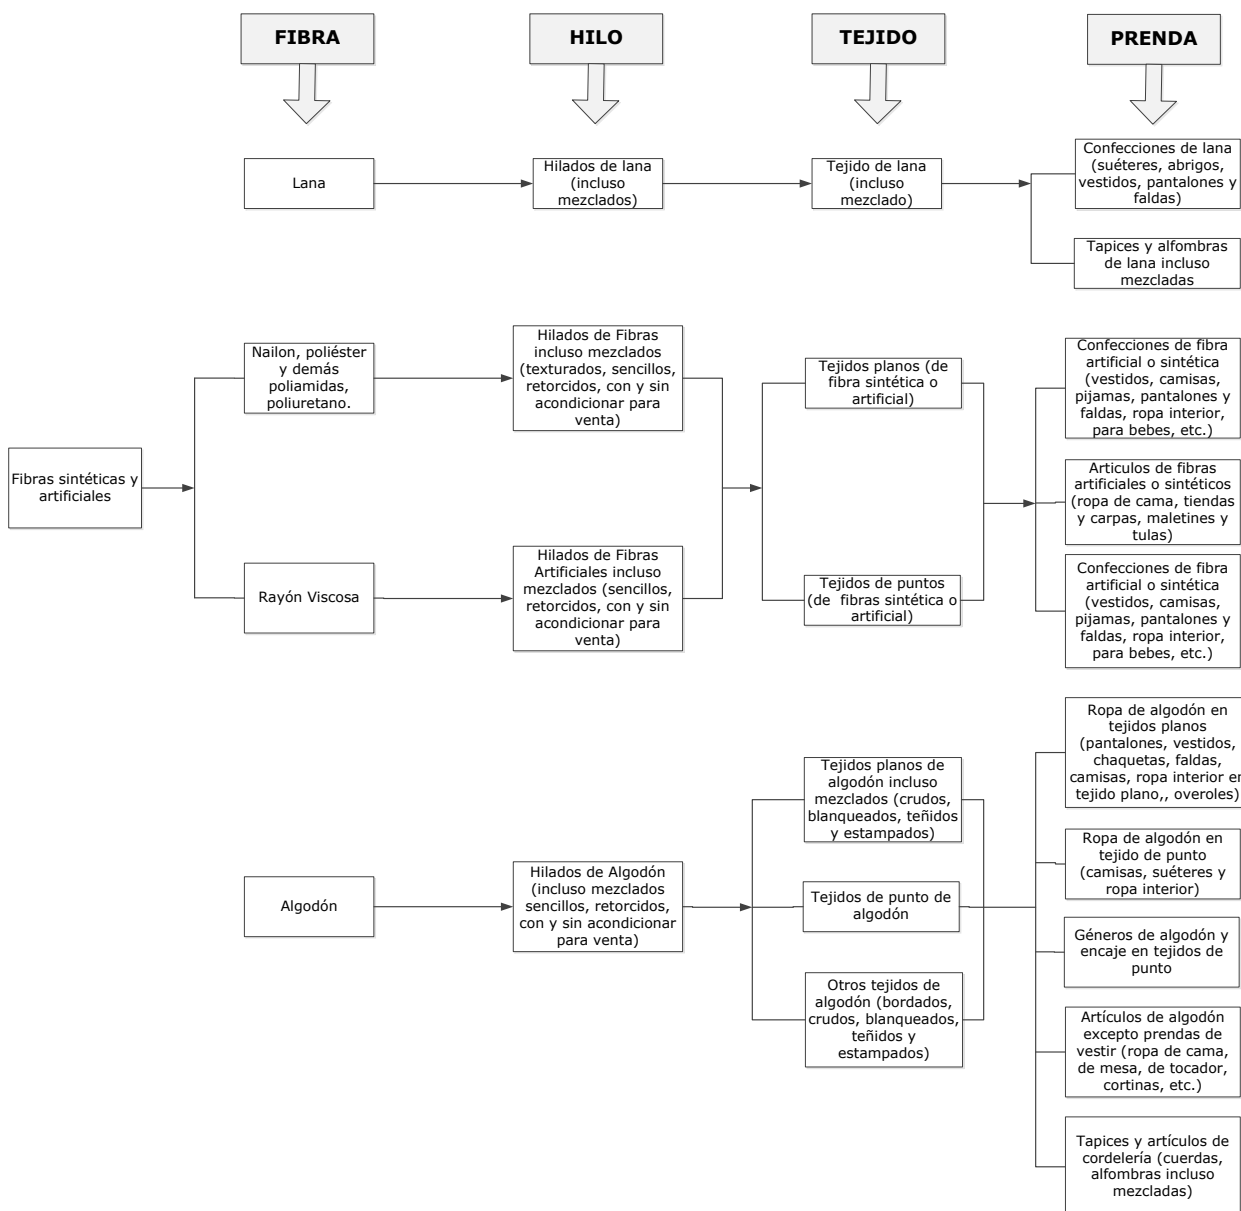 FIBRA
HILO
TEJIDO
PRENDA
Lana
Hilados de lana
(incluso
mezclados)
Tejido de lana
(incluso
mezclado)
Confecciones de lana
(suéteres, abrigos,
vestidos, pantalones y
faldas)
Tapices y alfombras
de lana incluso
mezcladas
Fibras sintéticas y
artificiales
Nailon, poliéster
y demás
poliamidas,
poliuretano.
Hilados de Fibras
incluso mezclados
(texturados, sencillos,
retorcidos, con y sin
acondicionar para
venta)
Tejidos planos (de
fibra sintética o
artificial)
Confecciones de fibra
artificial o sintética
(vestidos, camisas,
pijamas, pantalones y
faldas, ropa interior,
para bebes, etc.)
Articulos de fibras
artificiales o sintéticos
(ropa de cama, tiendas
y carpas, maletines y
tulas)
Rayón Viscosa
Hilados de Fibras
Artificiales incluso
mezclados (sencillos,
retorcidos, con y sin
acondicionar para
venta)
Tejidos de puntos
(de  fibras sintética o
artificial)
Confecciones de fibra
artificial o sintética
(vestidos, camisas,
pijamas, pantalones y
faldas, ropa interior,
para bebes, etc.)
Algodón
Hilados de Algodón
(incluso mezclados
sencillos, retorcidos,
con y sin acondicionar
para venta)
Tejidos planos de
algodón incluso
mezclados (crudos,
blanqueados, teñidos
y estampados)
Tejidos de punto de
algodón
Otros tejidos de
algodón (bordados,
crudos, blanqueados,
teñidos y
estampados)
Ropa de algodón en
tejidos planos
(pantalones, vestidos,
chaquetas, faldas,
camisas, ropa interior en
tejido plano,, overoles)
Ropa de algodón en
tejido de punto
(camisas, suéteres y
ropa interior)
Géneros de algodón y
encaje en tejidos de
punto
Artículos de algodón
excepto prendas de
vestir (ropa de cama,
de mesa, de tocador,
cortinas, etc.)
Tapices y artículos de
cordelería (cuerdas,
alfombras incluso
mezcladas)